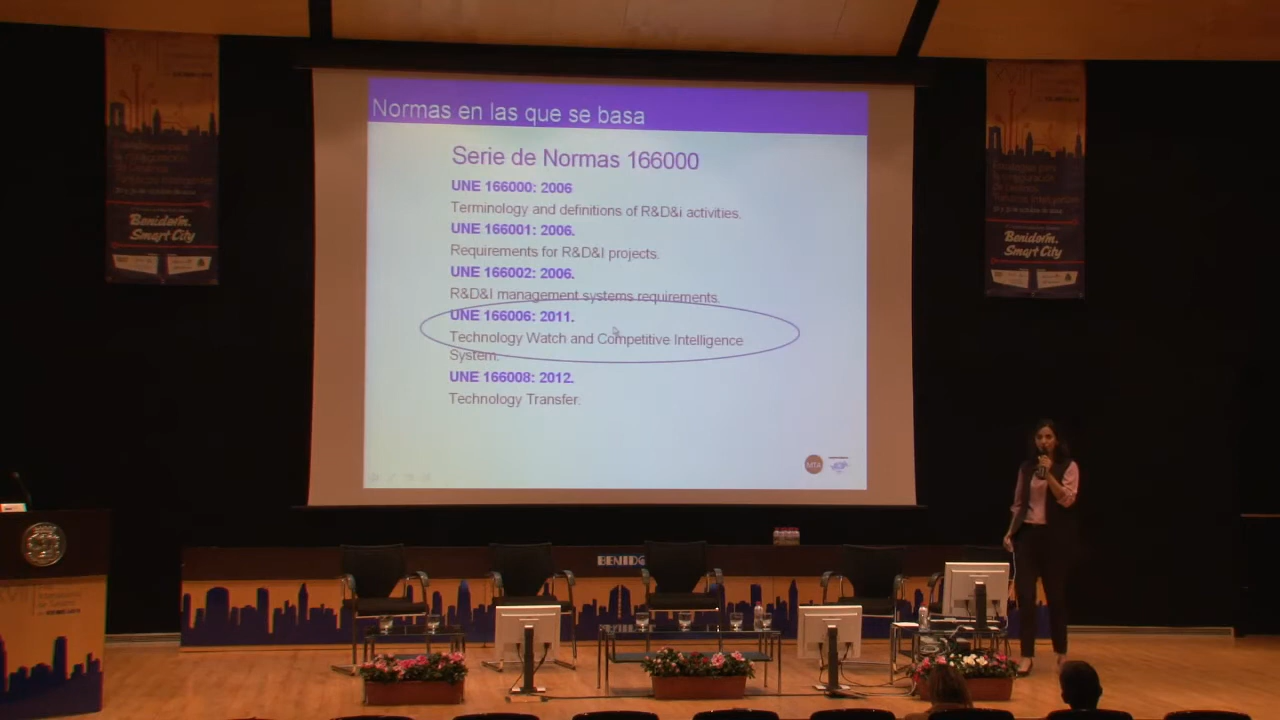 Normas en las que se basa
Serie de Normas 166000
UNE 166000: 2006
Terminology and definitions of R&D&i activities.
UNE 166001: 2006.
Requirements for R&D&I projects.
UNE 166002: 2006.
R&D&I management systems requirements.
UNE 166006: 2011.
Technology Watch and Competitive Intelligence
System.
UNE 166008: 2012.
Technology Transfer.
Benidorm.
Smart City
Benidorm.
Smart City